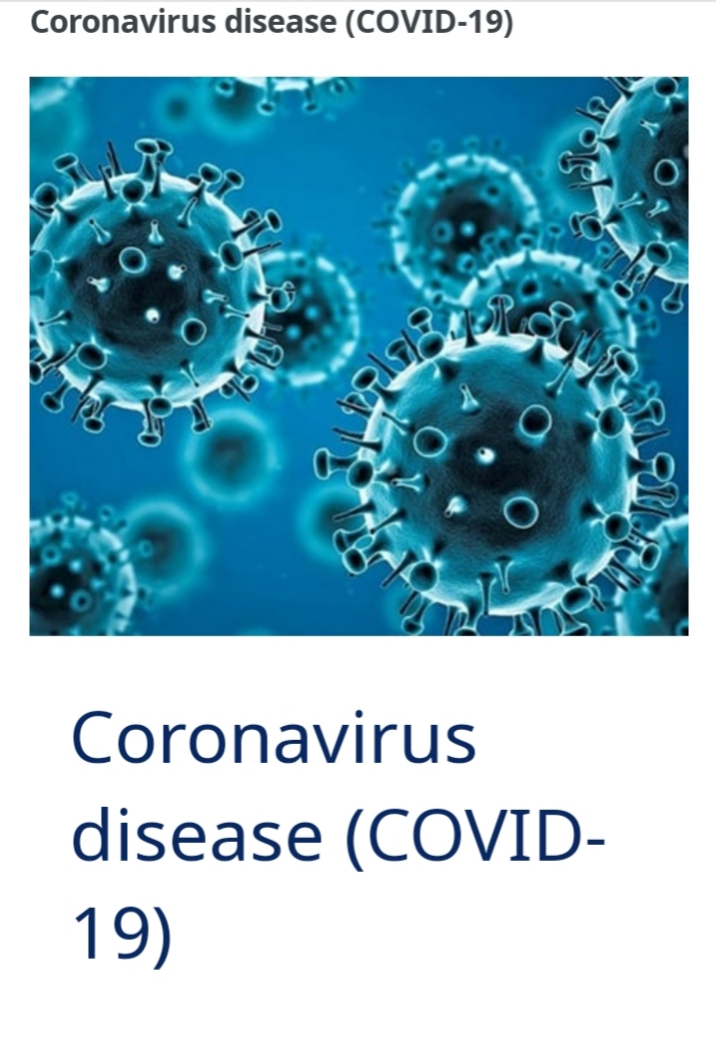 Coronavirus disease (COVID-19)
Coronavirus
disease (COVID-
19)